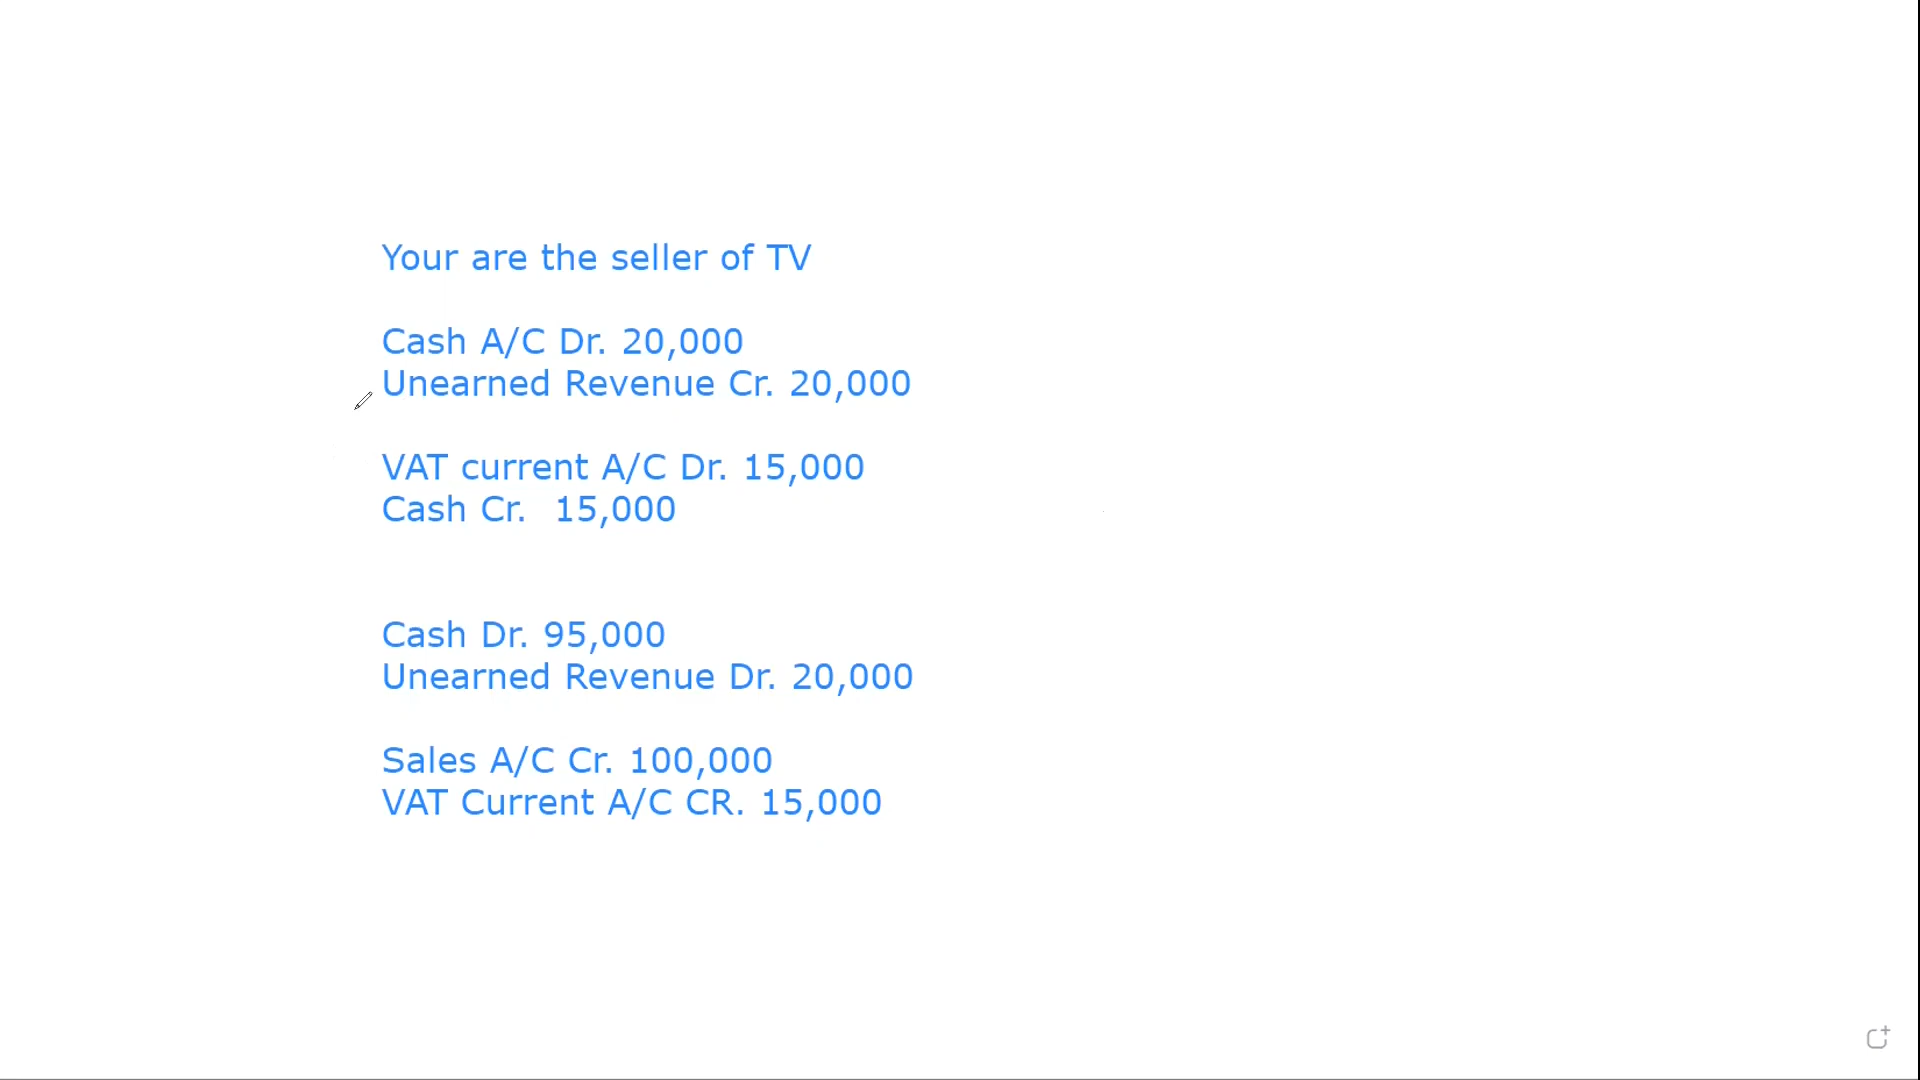 Your are the seller of TV
Cash A/C Dr. 20,000
Unearned Revenue Cr. 20,000
VAT current A/C Dr. 15,000
Cash Cr.  15,000
Cash Dr. 95,000
Unearned Revenue Dr. 20,000
Sales A/C Cr. 100,000
VAT Current A/C CR. 15,000